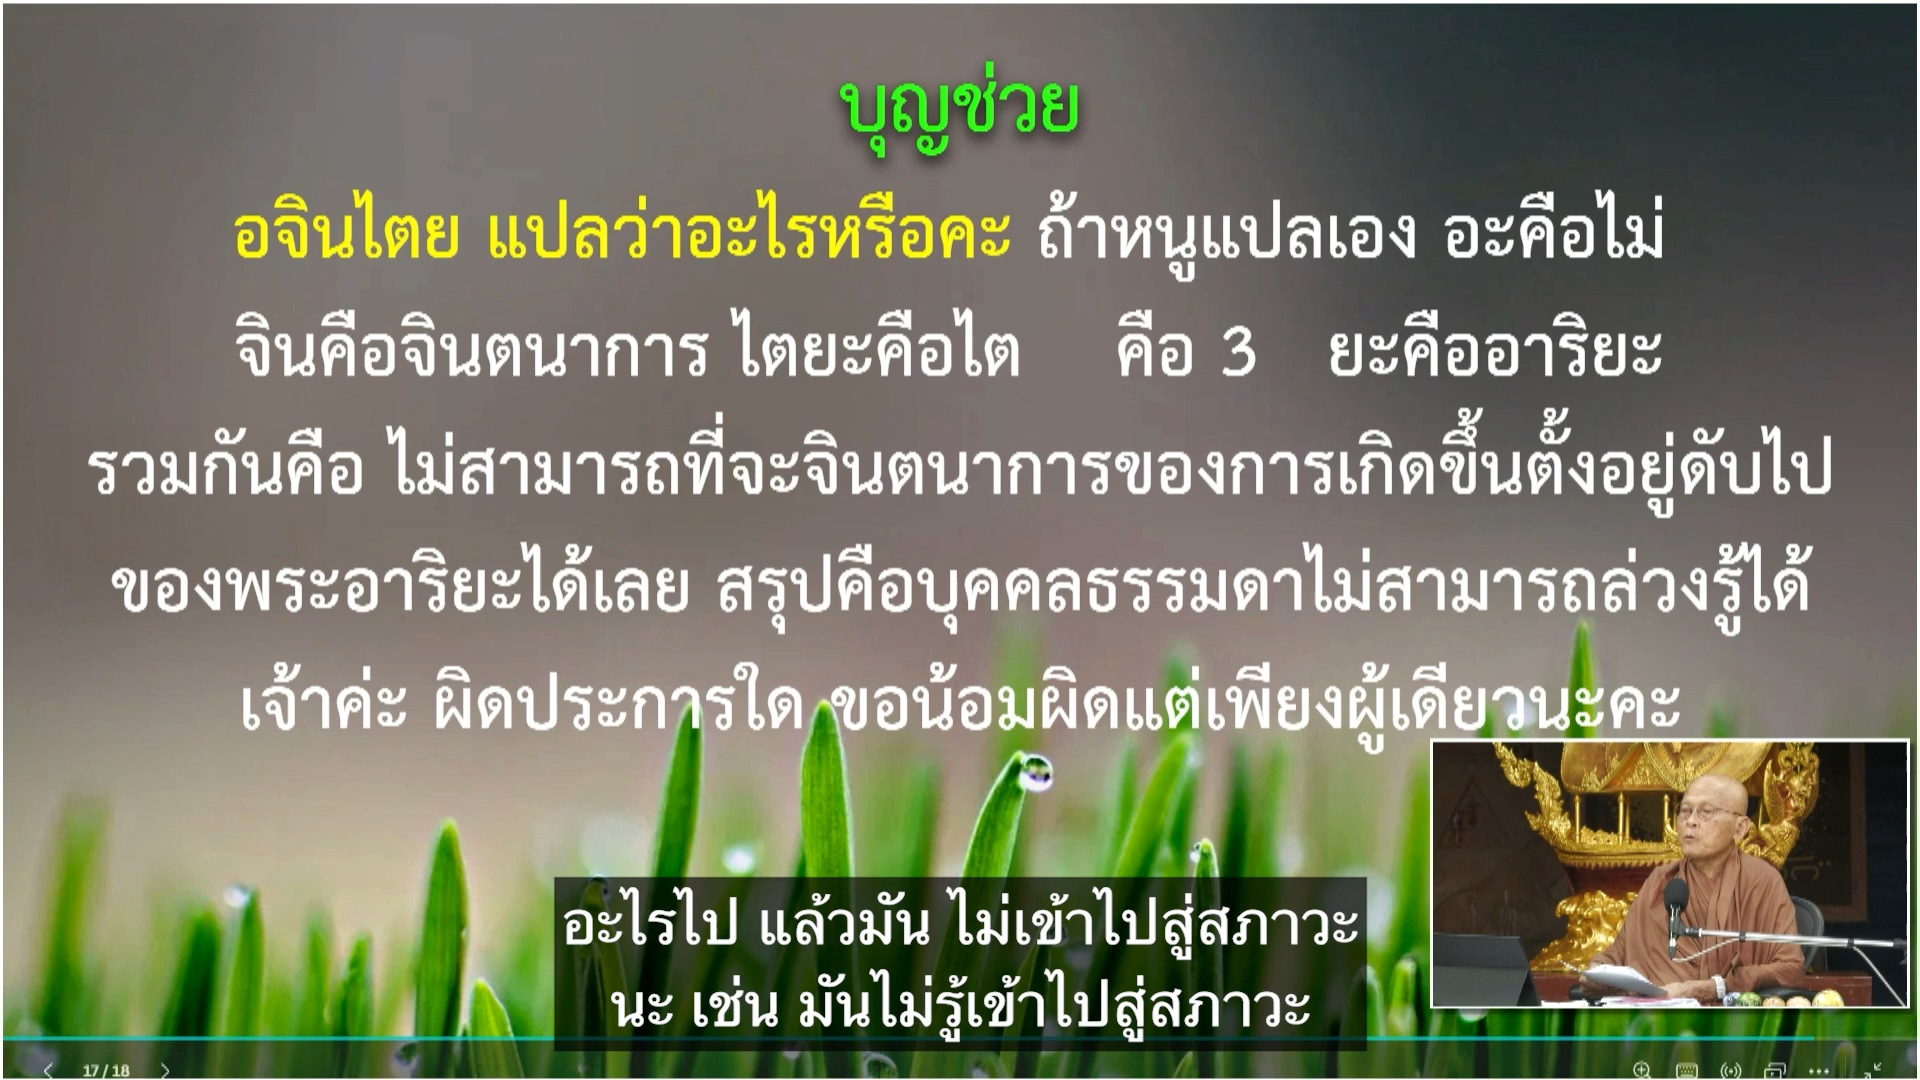 บุญช่วย
อจินไตย แปลว่าอะไรหรือคะ ถ้าหนูแปลเอง อะคือไม่
จินคือจินตนาการ ไตยะคือไต คือ 3 ยะคืออาริยะ
รวมกันคือ ไม่สามารถที่จะจินตนาการของการเกิดขึ้นตั้งอยู่ดับไป
ของพระอาริยะได้เลย สรุปคือบุคคลธรรมดาไม่สามารถล่วงรู้ได้
เจ้าค่ะ ผิดประการใด ขอน้อมผิดแต่เพียงผู้เดียวนะคะ
อะไรไป แล้วมัน ไม่เข้าไปสู่สภาวะ
นะ เช่น มันไม่รู้เข้าไปสู่สภาวะ
17/18